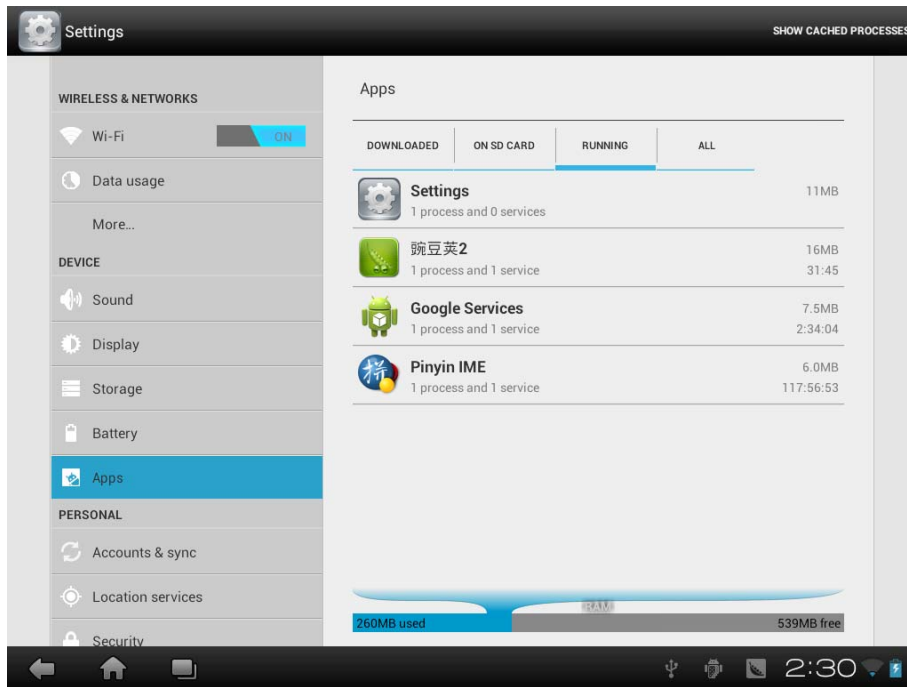 Settings
SHOW CACHED PROCESSES
WIRELESS & NETWORKS
Wi-Fi
ON
Data usage
More...
DEVICE
Sound
Display
Storage
Battery
Apps
PERSONAL
Accounts & sync
Location services
Security
Apps
DOWNLOADED
ON SD CARD
RUNNING
ALL
Settings
11MB
1 process and 0 services
豌豆荚2
16MB
1 process and 1 service
31:45
Google Services
7.5MB
1 process and 1 service
2:34:04
拼
Pinyin IME
6.0MB
1 process and 1 service
117:56:53
RAM
260MB used
539MB free
2:30